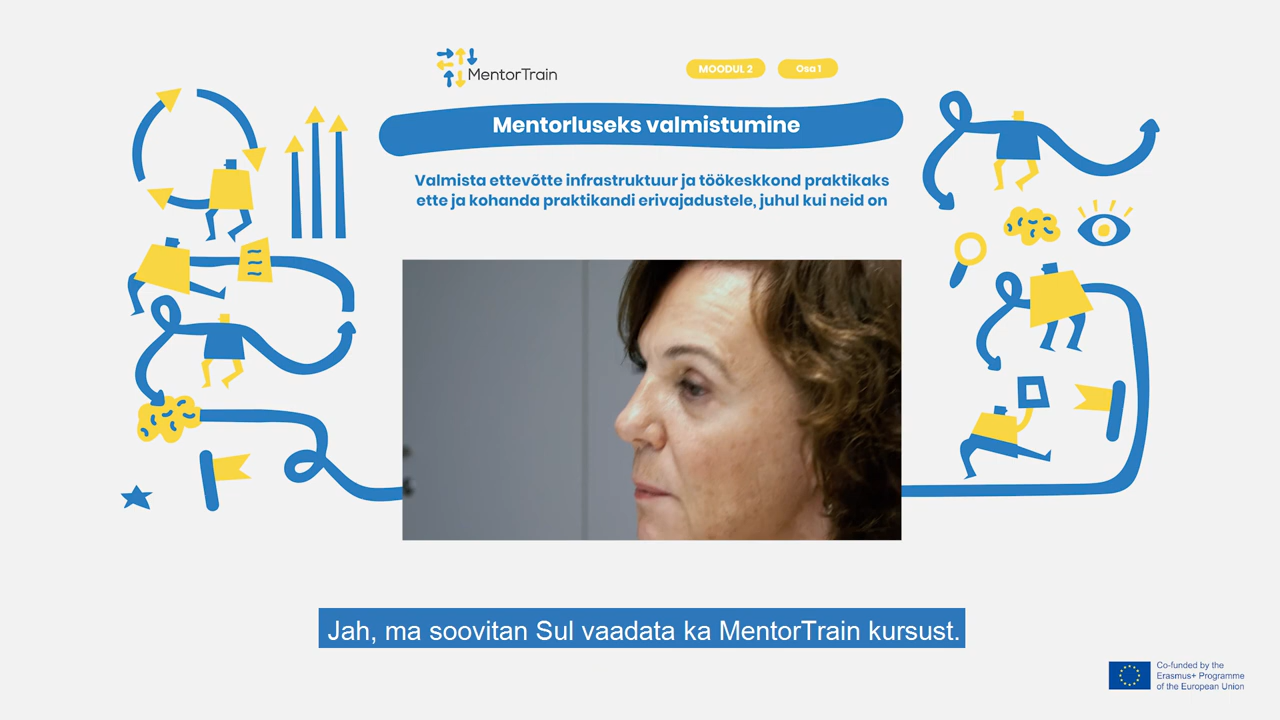 MentorTrain
MOODUL 2
Osa 1
Mentorluseks valmistumine
Valmista ettevõtte infrastruktuur ja töökeskkond praktikaks
ette ja kohanda praktikandi erivajadustele, juhul kui neid on
Jah, ma soovitan Sul vaadata ka MentorTrain kursust.
Co-funded by the
Erasmus+ Programme
of the European Union